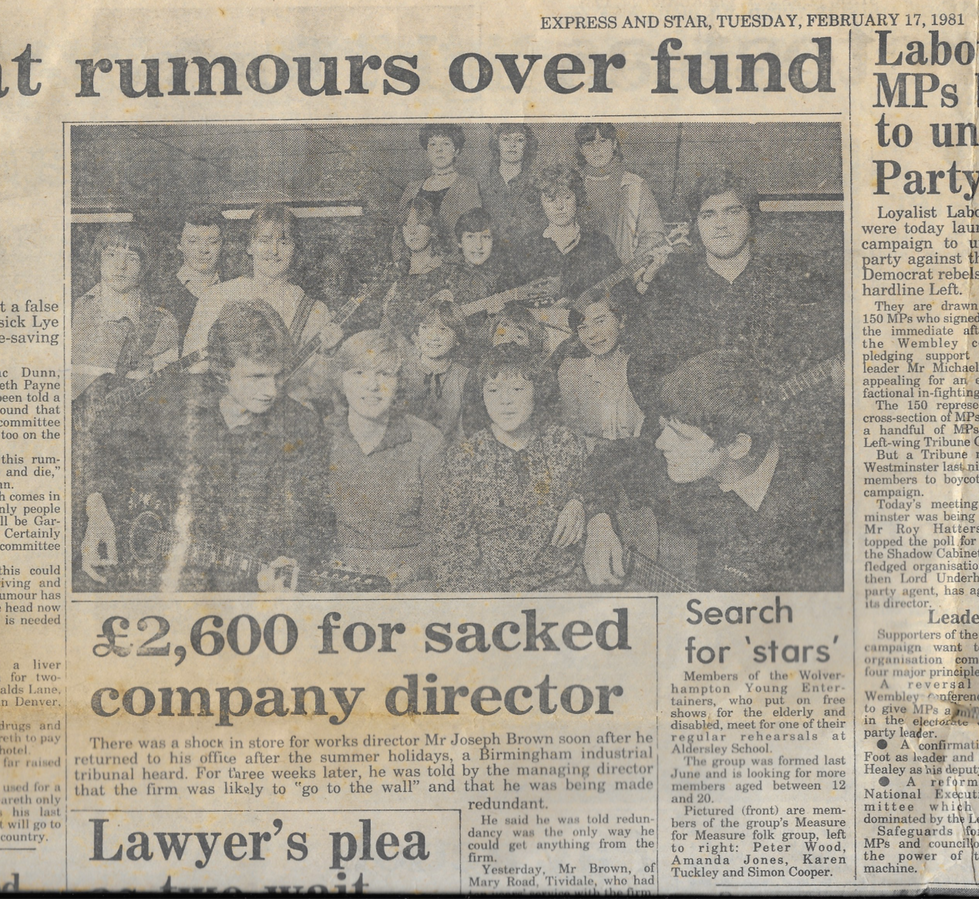 EXPRESS AND STAR, TUESDAY, FEBRUARY 17, 1981
t rumours over fund
t a false
sick Lye
e-saving
c Dunn,
eth Payne
been told a
ound that
committee
too on the
this rum-
and die,"
n.
h comes in
nly people
ll be Gar-
Certainly
committee
this could
iving and
umour has
head now
is needed
a liver
for two-
alds Lane,
n Denver,
drugs and
reth to pay
hotel.
far raised
used for a
areth only
his last
t will go to
country.
£2,600 for sacked
company director
There was a shock in store for works director Mr Joseph Brown soon after he
returned to his office after the summer holidays, a Birmingham industrial
tribunal heard. For three weeks later, he was told by the managing director
that the firm was likely to "go to the wall" and that he was being made
redundant.
He said he was told redun-
dancy was the only way he
could get anything from the
firm.
Yesterday, Mr Brown, of
Mary Road, Tividale, who had
Lawyer's plea
as two wait
Search
for 'stars'
Members of the Wolver-
hampton Young Enter-
tainers, who put on free
shows for the elderly and
disabled, meet for one of their
regular rehearsals at
Aldersley School.
The group was formed last
June and is looking for more
members aged between 12
and 20.
Pictured (front) are mem-
bers of the group's Measure
for Measure folk group, left
to right: Peter Wood,
Amanda Jones, Karen
Tuckley and Simon Cooper.
Labo
MPs
to un
Party
Loyalist Labo
were today lau
campaign to u
party against t
Democrat rebels
hardline Left.
They are drawn
150 MPs who signed
the immediate aft
the Wembley c
pledging support
leader Mr Michael
appealing for an
factional in-fighting
The 150 represe
cross-section of MPs
a handful of MPs
Left-wing Tribune G
But a Tribune
Westminster last ni
members to boycot
campaign.
Today's meeting
minster was being
Mr Roy Hatters
topped the poll for
the Shadow Cabinet
fledged organisatio
then Lord Underh
party agent, has a
its director.
Leade
Supporters of the
campaign want t
organisation com
four major principle
A reversal
Wembley Conferen
to give MPs a
in the electorate
party leader.
● A confirmati
Foot as leader and
Healey as his deput
● A reform
National Execut
mittee which
dominated by the Le
Safeguards fo
MPs and councillo
the power of
machine.